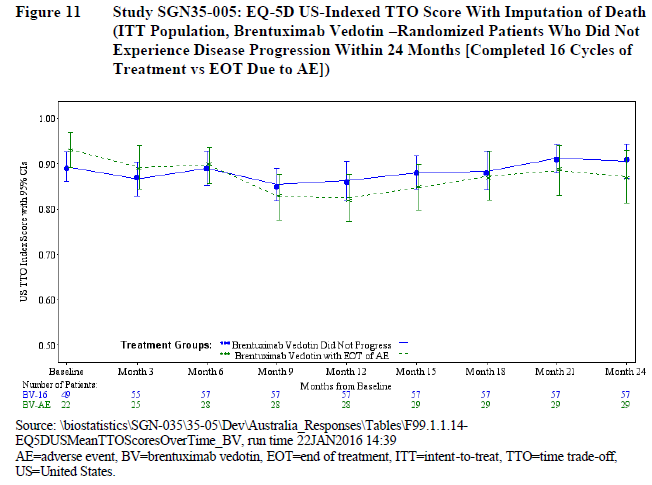 Figure 11 Study SGN35-005: EQ-5D US-Indexed TTO Score With Imputation of Death
(ITT Population, Brentuximab Vedotin –Randomized Patients Who Did Not
Experience Disease Progression Within 24 Months [Completed 16 Cycles of
Treatment vs EOT Due to AE])
US TTO Index Score with 95% CIs
1.00
0.90
0.80
0.70
0.60
0.50
Treatment Groups: Brentuximab Vedotin Did Not Progress
Brentuximab Vedotin with EOT of AE
Baseline Month 3 Month 6 Month 9 Month 12 Month 15 Month 18 Month 21 Month 24
Number of Patients: Months from Baseline
BV-16 49 55 57 57 57 57 57 57 57
BV-AE 22 25 28 28 28 29 29 29 29
Source: \biostatistics\SGN-035\35-05\Dev\Australia_Responses\Tables\F99.1.1.14-
EQ5DUSMeanTTOScoresOverTime_BV, run time 22JAN2016 14:39
AE=adverse event, BV=brentuximab vedotin, EOT=end of treatment, ITT=intent-to-treat, TTO=time trade-off,
US=United States.